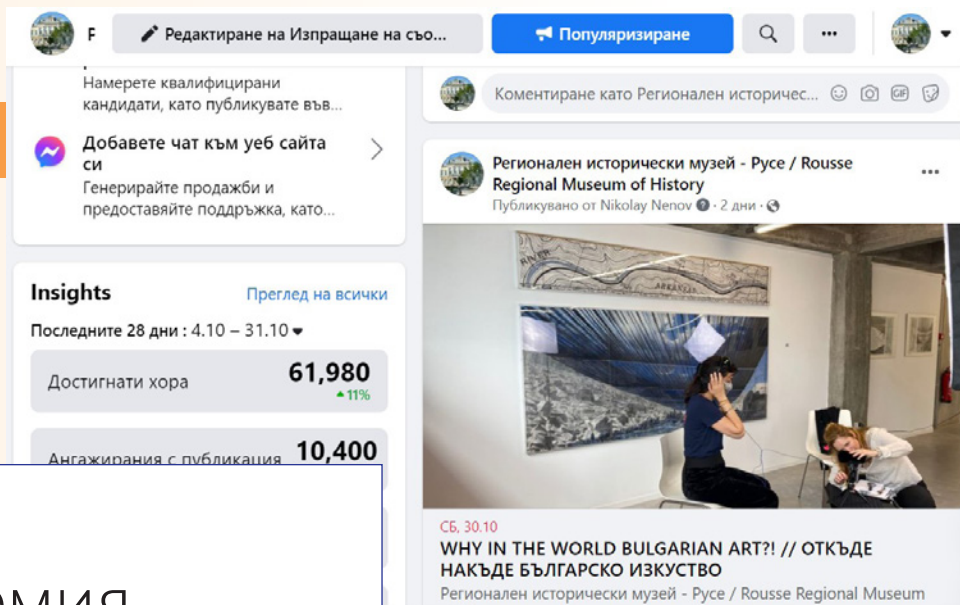 F
Редактиране на Изпращане на съо...
Популяризиране
Намерете квалифицирани
кандидати, като публикувате във...
Добавете чат към уеб сайта
си
Генерирайте продажби и
предоставяйте поддръжка, като...
Insights
Преглед на всички
Последните 28 дни : 4.10 – 31.10
Достигнати хора
61,980
11%
Ангажирания с публикация
10,400
ОМИЯ
Коментиране като Регионален историчес...
GIF
Регионален исторически музей - Русе / Rousse
Regional Museum of History
Публикувано от Nikolay Nenov · 2 дни ·
RIVER
ARKANSAS
СБ, 30.10
WHY IN THE WORLD BULGARIAN ART?! // ОТКЪДЕ
НАКЪДЕ БЪЛГАРСКО ИЗКУСТВО
Регионален исторически музей - Русе / Rousse Regional Museum